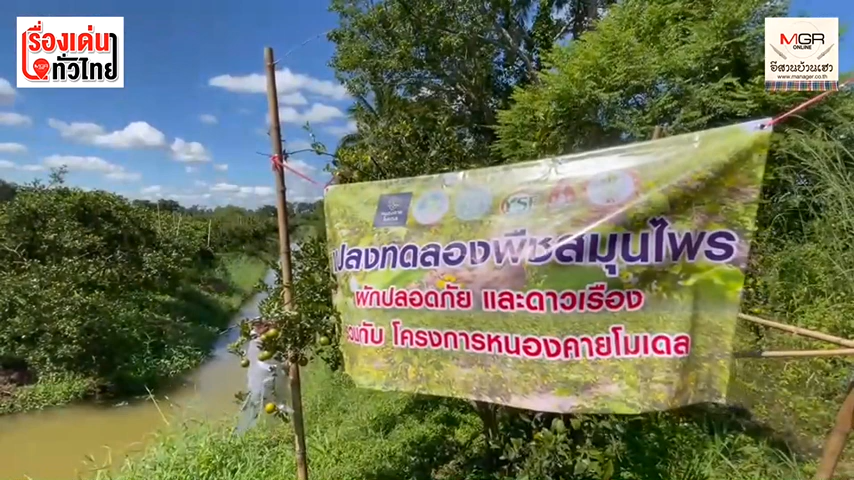 เรื่องเด่น
ทั่วไทย
MGR
ONLINE
อีสานบ้านเฮา
www.manager.co.th
แปลงทดลองพืชสมุนไพร
ผักปลอดภัย และดาวเรือง
ร่วมกับ โครงการหนองคายโมเดล